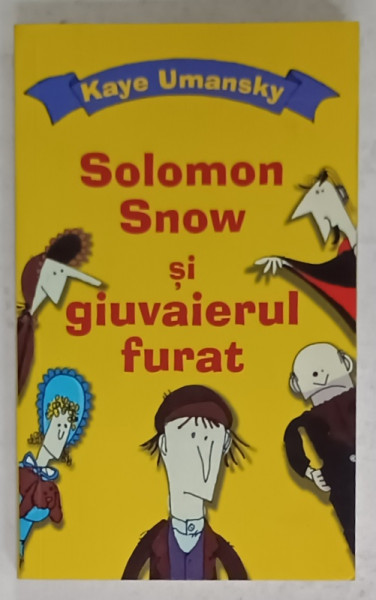 Kaye Umansky
Solomon
Snow
și
giuvaierul
furat